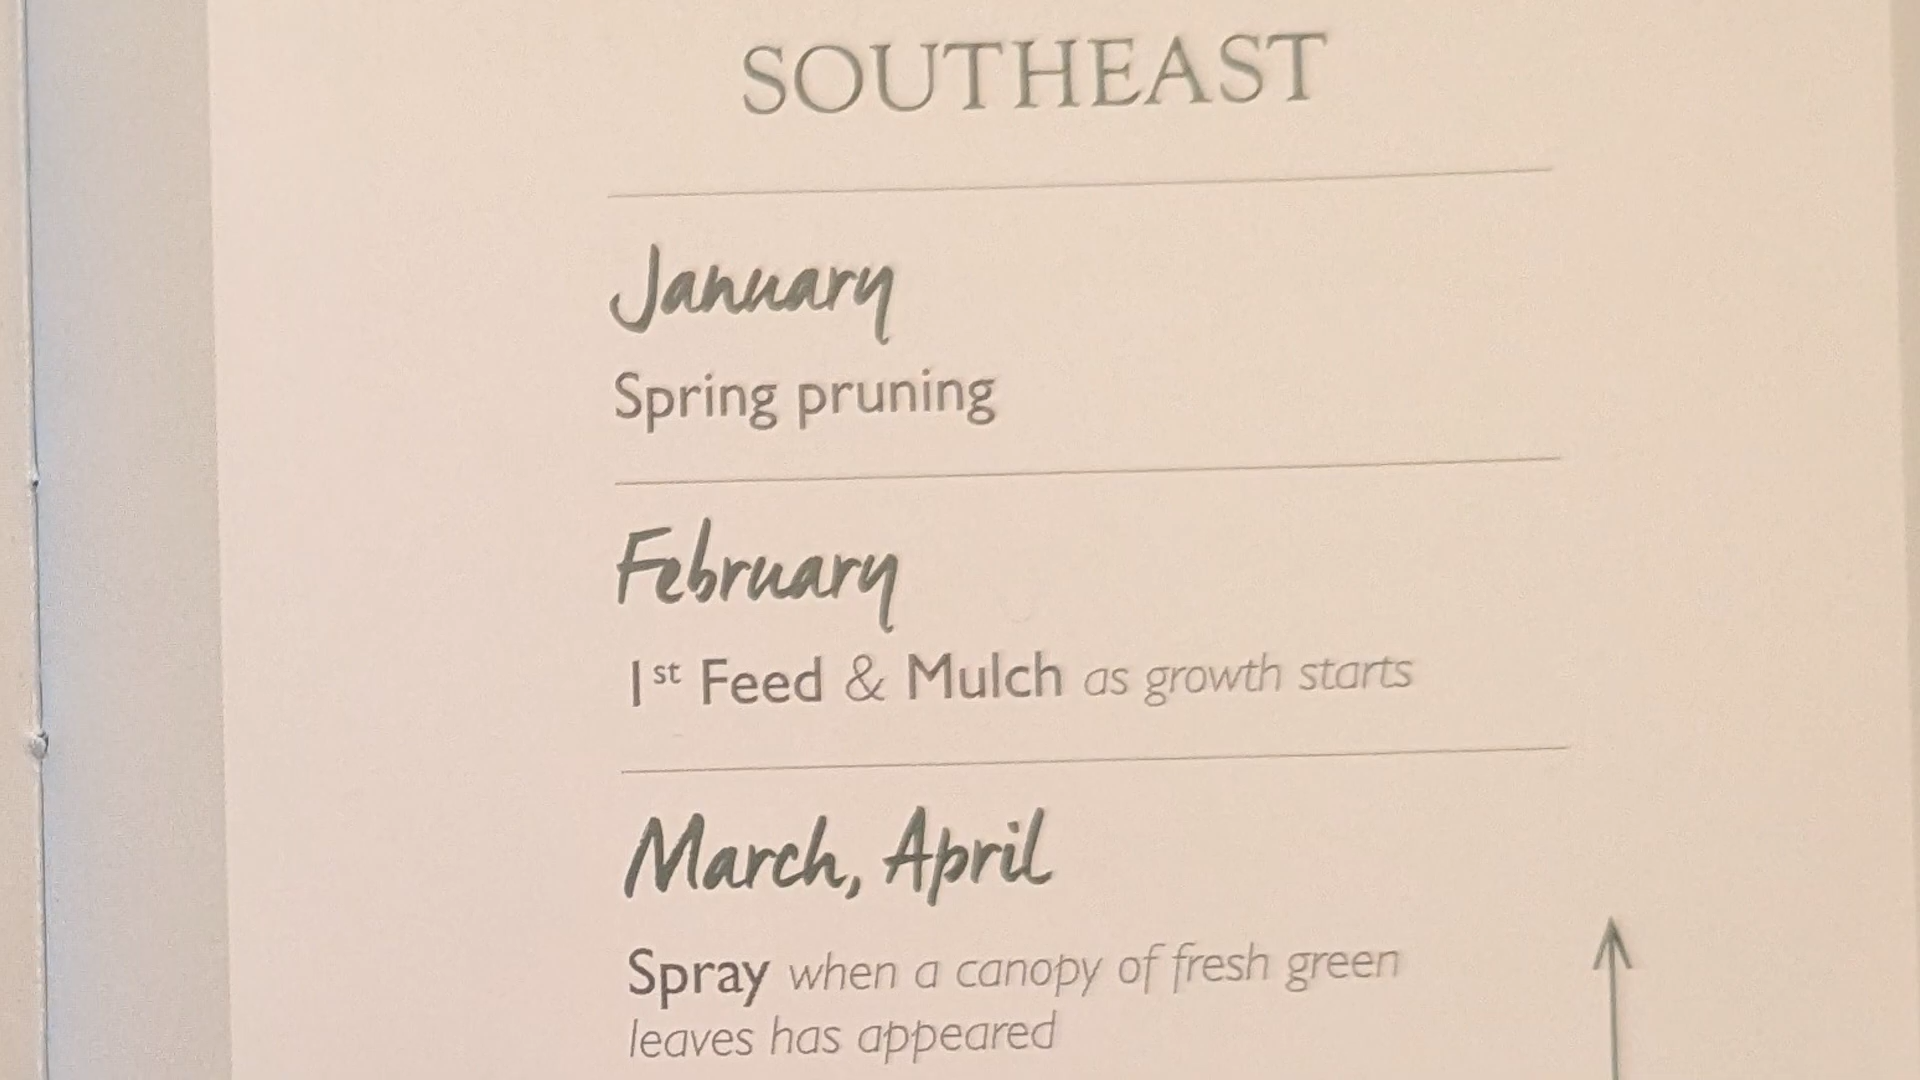 SOUTHEAST
January
Spring pruning
February
1st Feed & Mulch as growth starts
March, April
Spray when a canopy of fresh green
leaves has appeared